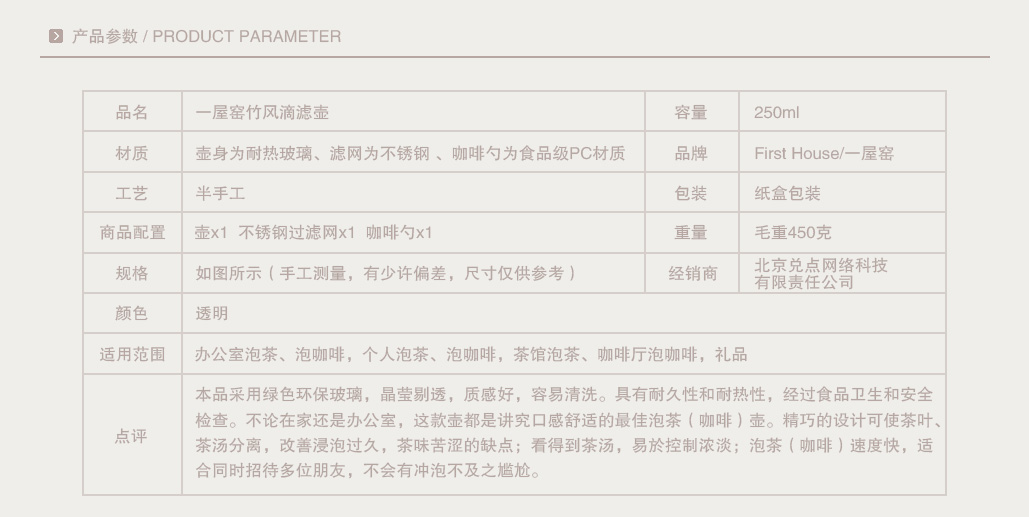 产品参数 / PRODUCT PARAMETER
品名 一屋窑竹风滴滤壶 容量 250ml
材质 壶身为耐热玻璃、滤网为不锈钢 、咖啡勺为食品级PC材质 品牌 First House/一屋窑
工艺 半手工 包装 纸盒包装
商品配置 壶x1 不锈钢过滤网x1 咖啡勺x1 重量 毛重450克
规格 如图所示（手工测量，有少许偏差，尺寸仅供参考） 经销商 北京兑点网络科技
有限责任公司
颜色 透明
适用范围 办公室泡茶、泡咖啡，个人泡茶、泡咖啡，茶馆泡茶、咖啡厅泡咖啡，礼品
点评 本品采用绿色环保玻璃，晶莹剔透，质感好，容易清洗。具有耐久性和耐热性，经过食品卫生和安全
检查。不论在家还是办公室，这款壶都是讲究口感舒适的最佳泡茶（咖啡）壶。精巧的设计可使茶叶、
茶汤分离，改善浸泡过久，茶味苦涩的缺点；看得到茶汤，易於控制浓淡；泡茶（咖啡）速度快，适
合同时招待多位朋友，不会有冲泡不及之尴尬。